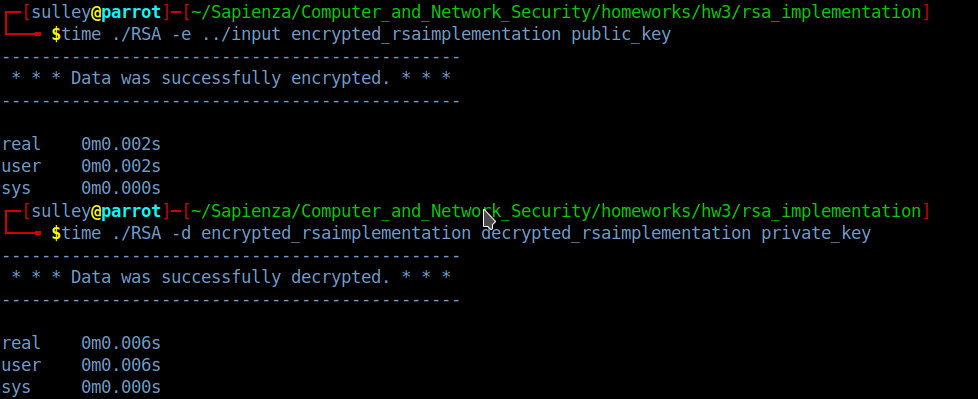 ┌─[sulley@parrot]─[~/Sapienza/Computer_and_Network_Security/homeworks/hw3/rsa_implementation]
└──╼ $time ./RSA -e ../input encrypted_rsaimplementation public_key
----------------------------------------------
 * * * Data was successfully encrypted. * * *
----------------------------------------------
real    0m0.002s
user    0m0.002s
sys     0m0.000s
┌─[sulley@parrot]─[~/Sapienza/Computer_and_Network_Security/homeworks/hw3/rsa_implementation]
└──╼ $time ./RSA -d encrypted_rsaimplementation decrypted_rsaimplementation private_key
----------------------------------------------
 * * * Data was successfully decrypted. * * *
----------------------------------------------
real    0m0.006s
user    0m0.006s
sys     0m0.000s